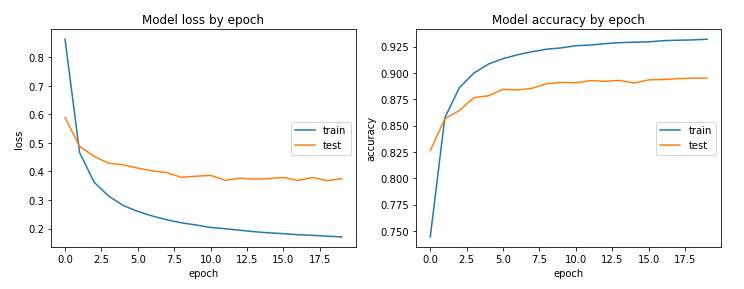 Model loss by epoch
loss
0.8
0.7
0.6
0.5
0.4
0.3
0.2
train
test
0.0 2.5 5.0 7.5 10.0 12.5 15.0 17.5
epoch
Model accuracy by epoch
accuracy
0.925
0.900
0.875
0.850
0.825
0.800
0.775
0.750
train
test
0.0 2.5 5.0 7.5 10.0 12.5 15.0 17.5
epoch